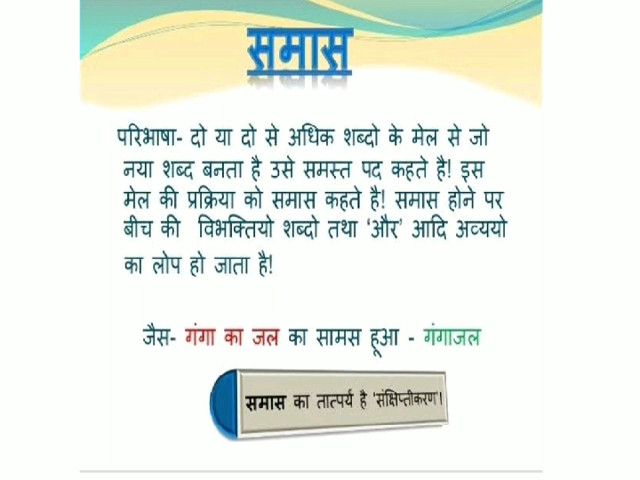 समास
परिभाषा- दो या दो से अधिक शब्दो के मेल से जो
नया शब्द बनता है उसे समस्त पद कहते है! इस
मेल की प्रक्रिया को समास कहते है! समास होने पर
बीच की विभक्तियो शब्दो तथा ‘और’ आदि अव्ययो
का लोप हो जाता है!
जैस- गंगा का जल का सामस हूआ - गंगाजल
समास का तात्पर्य है ‘संक्षिप्तीकरण’।